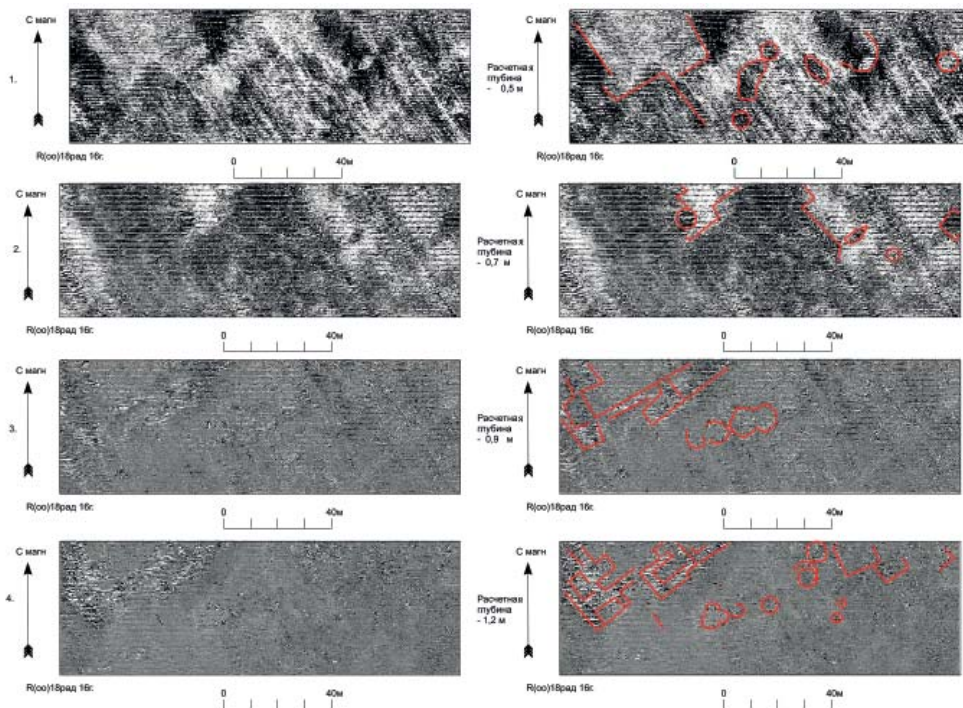 С магн
С магн
1.
Расчетная
глубина
- 0,5 м
R(oo)18рад 16г.
R(oo)18рад 16г.
0 40м
0 40м
С магн
С магн
2.
Расчетная
глубина
- 0,7 м
R(oo)18рад 16г.
R(oo)18рад 16г.
0 40м
0 40м
С магн
С магн
3.
Расчетная
глубина
- 0,9 м
R(oo)18рад 16г.
R(oo)18рад 16г.
0 40м
0 40м
С магн
С магн
4.
Расчетная
глубина
- 1,2 м
R(oo)18рад 16г.
R(oo)18рад 16г.
0 40м
0 40м